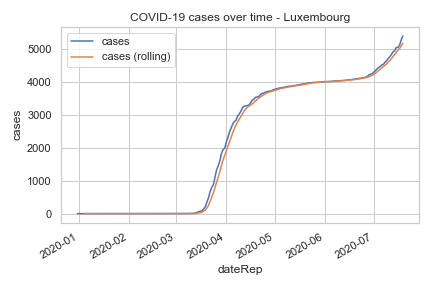 COVID-19 cases over time - Luxembourg
cases
cases (rolling)
5000
4000
3000
2000
1000
0
cases
2020-01
2020-02
2020-03
2020-04
2020-05
2020-06
2020-07
dateRep